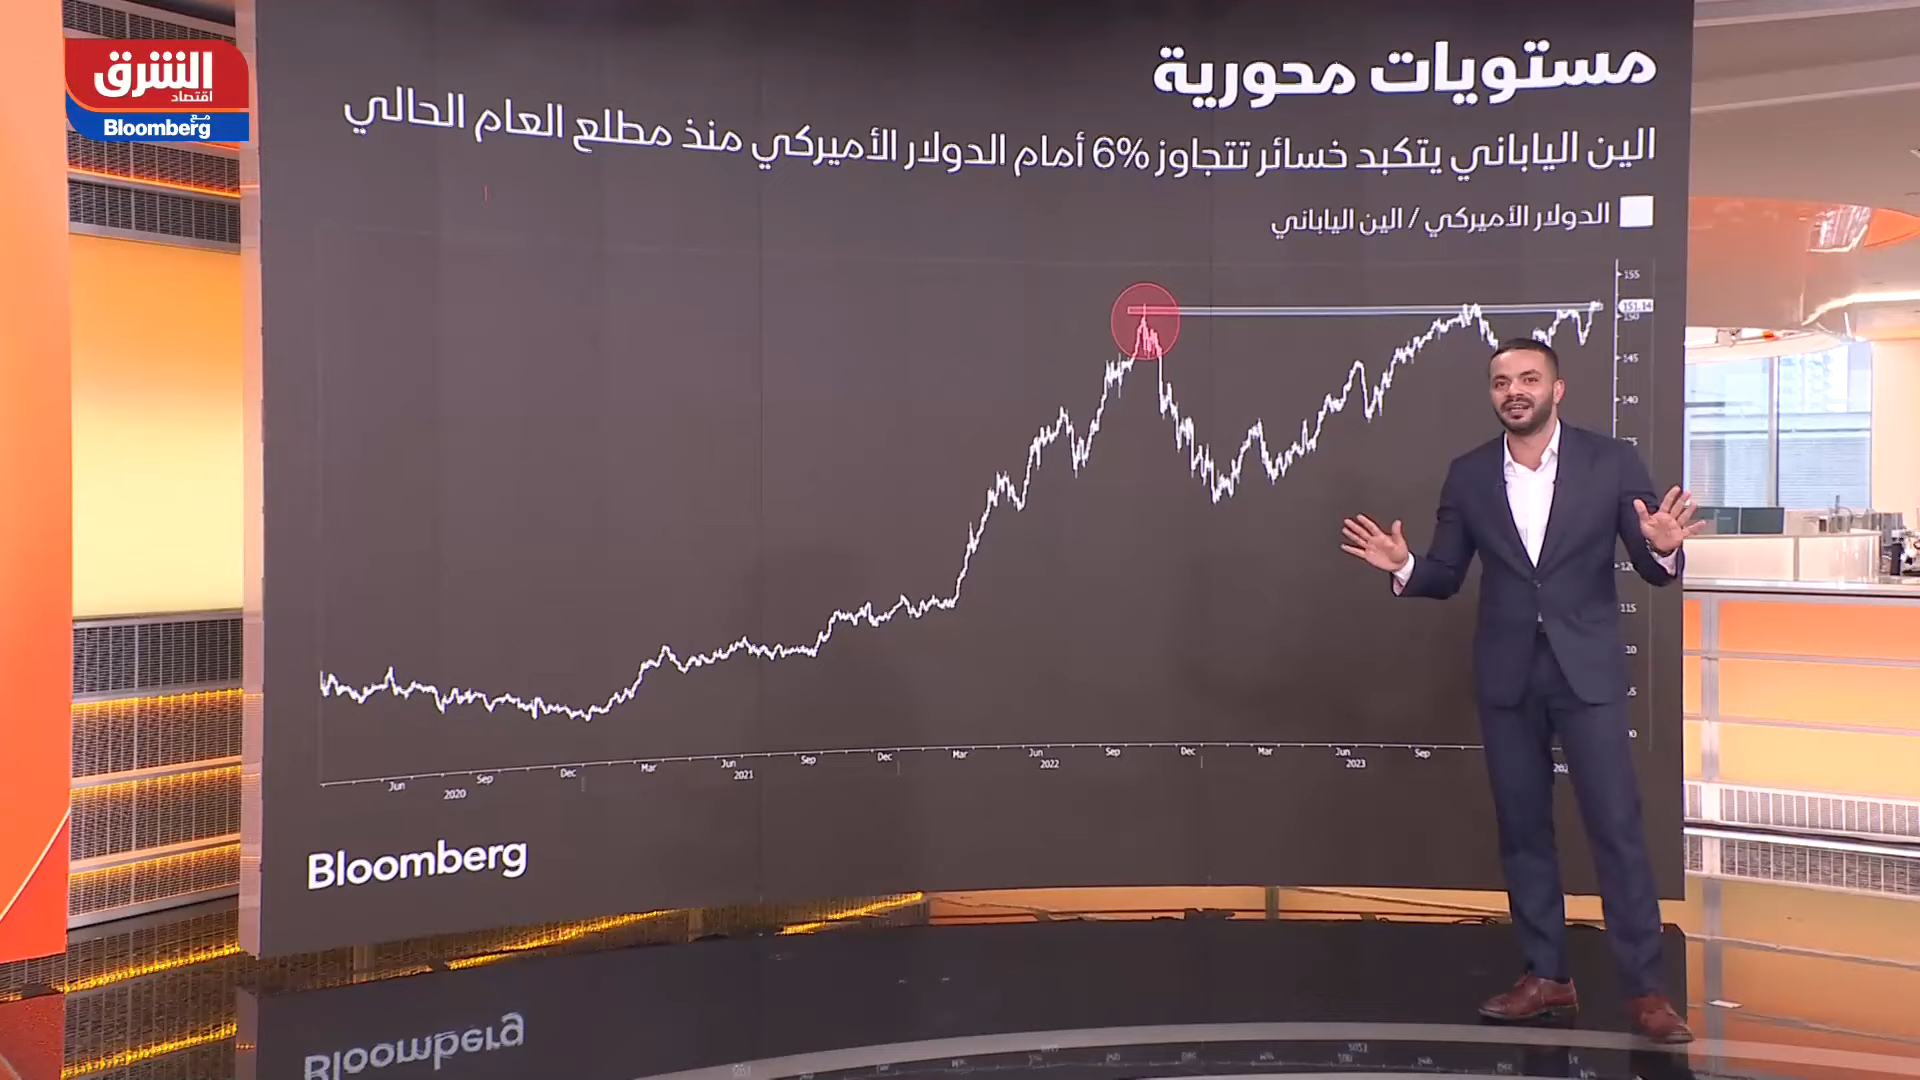 الشرق
اقتصاد
مع
Bloomberg
مستويات محورية
الين الياباني يتكبد خسائر تتجاوز 6% أمام الدولار الأميركي منذ مطلع العام الحالي
الدولار الأميركي / الين الياباني
155
151.14
150
145
140
115
Jun Sep Dec Mar Jun Sep Dec Mar Jun Sep Dec Mar Jun Sep
2020 2021 2022 2023
Bloomberg